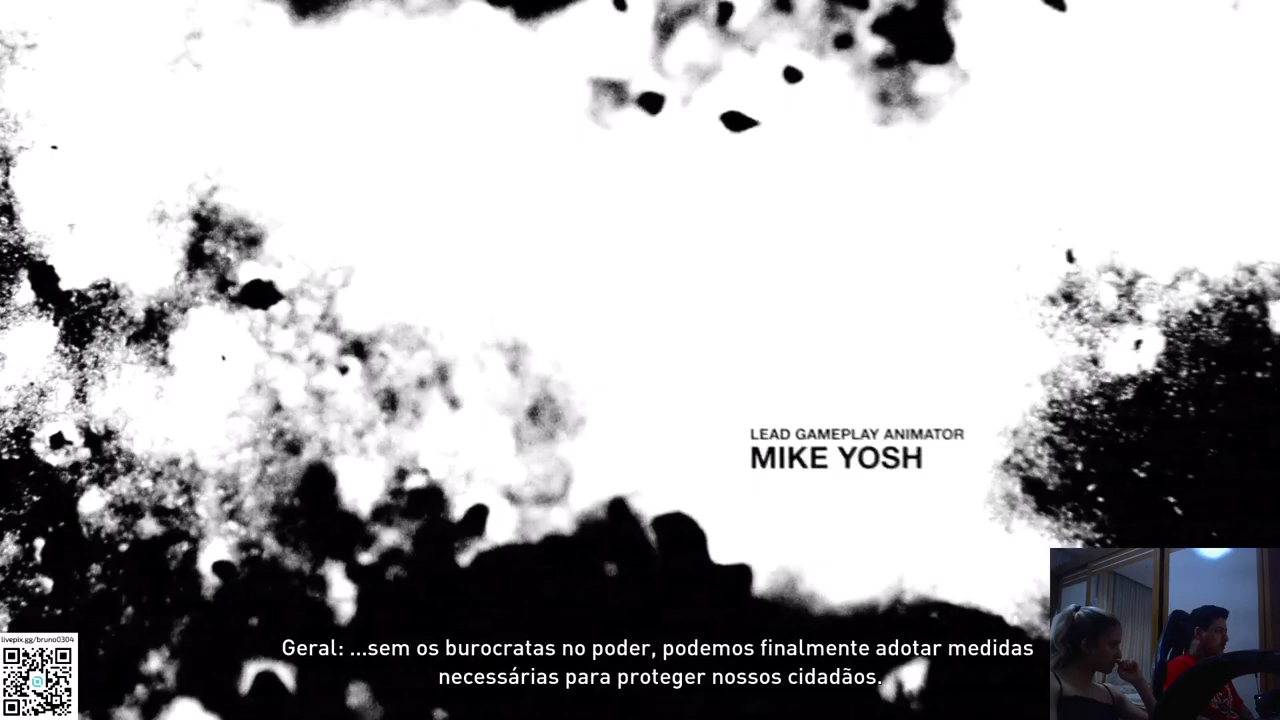 LEAD GAMEPLAY ANIMATOR
MIKE YOSH
livepix.gg/bruno0304
Geral: ...sem os burocratas no poder, podemos finalmente adotar medidas
necessárias para proteger nossos cidadãos.